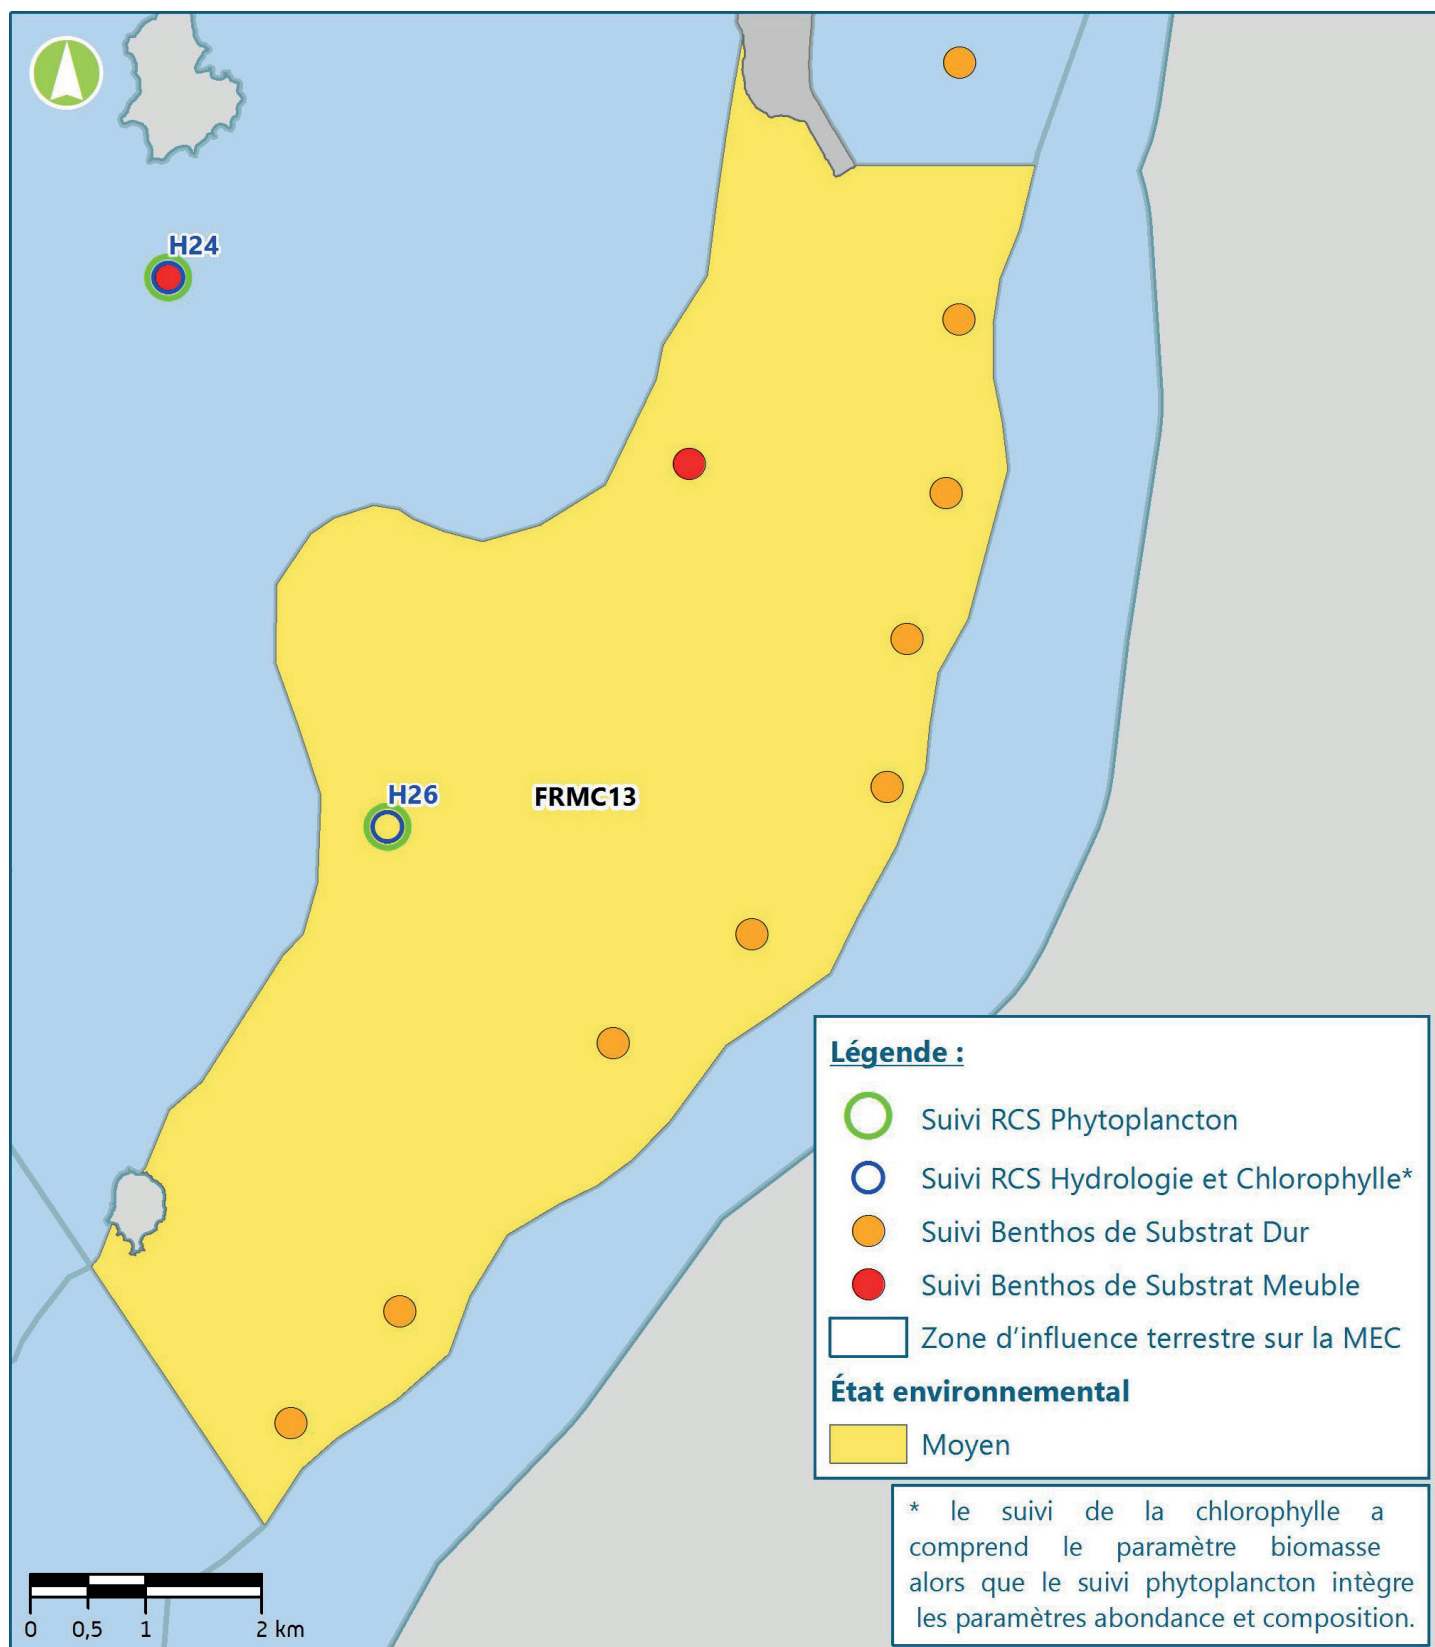 H24
H26
FRMC13
Légende :
Suivi RCS Phytoplancton
Suivi RCS Hydrologie et Chlorophylle*
Suivi Benthos de Substrat Dur
Suivi Benthos de Substrat Meuble
Zone d’influence terrestre sur la MEC
État environnemental
Moyen
* le suivi de la chlorophylle a
comprend le paramètre biomasse
alors que le suivi phytoplancton intègre
les paramètres abondance et composition.
0 0,5 1 2 km